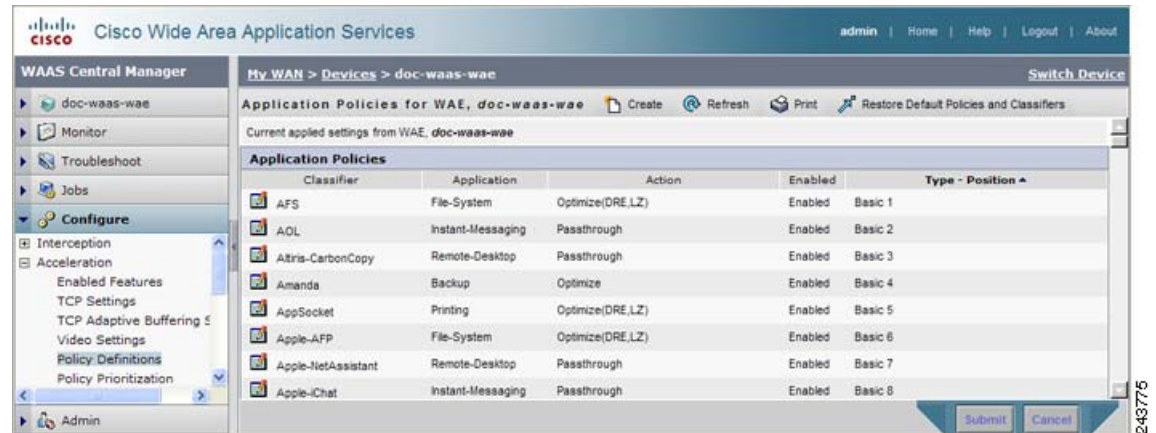 CISCO Cisco Wide Area Application Services admin | Home | Help | Logout | About
WAAS Central Manager
My WAN > Devices > doc-waas-wae Switch Device
doc-waas-wae
Monitor
Troubleshoot
Jobs
Configure
Interception
Acceleration
Enabled Features
TCP Settings
TCP Adaptive Buffering S
Video Settings
Policy Definitions
Policy Prioritization
Admin
Application Policies for WAE, doc-waas-wae Create Refresh Print Restore Default Policies and Classifiers
Current applied settings from WAE, doc-waas-wae
Application Policies
Classifier Application Action Enabled Type - Position
AFS File-System Optimize(DRE,LZ) Enabled Basic 1
AOL Instant-Messaging Passthrough Enabled Basic 2
Altiris-CarbonCopy Remote-Desktop Passthrough Enabled Basic 3
Amanda Backup Optimize Enabled Basic 4
AppSocket Printing Optimize(DRE,LZ) Enabled Basic 5
Apple-AFP File-System Optimize(DRE,LZ) Enabled Basic 6
Apple-NetAssistant Remote-Desktop Passthrough Enabled Basic 7
Apple-iChat Instant-Messaging Passthrough Enabled Basic 8
Submit Cancel
243775